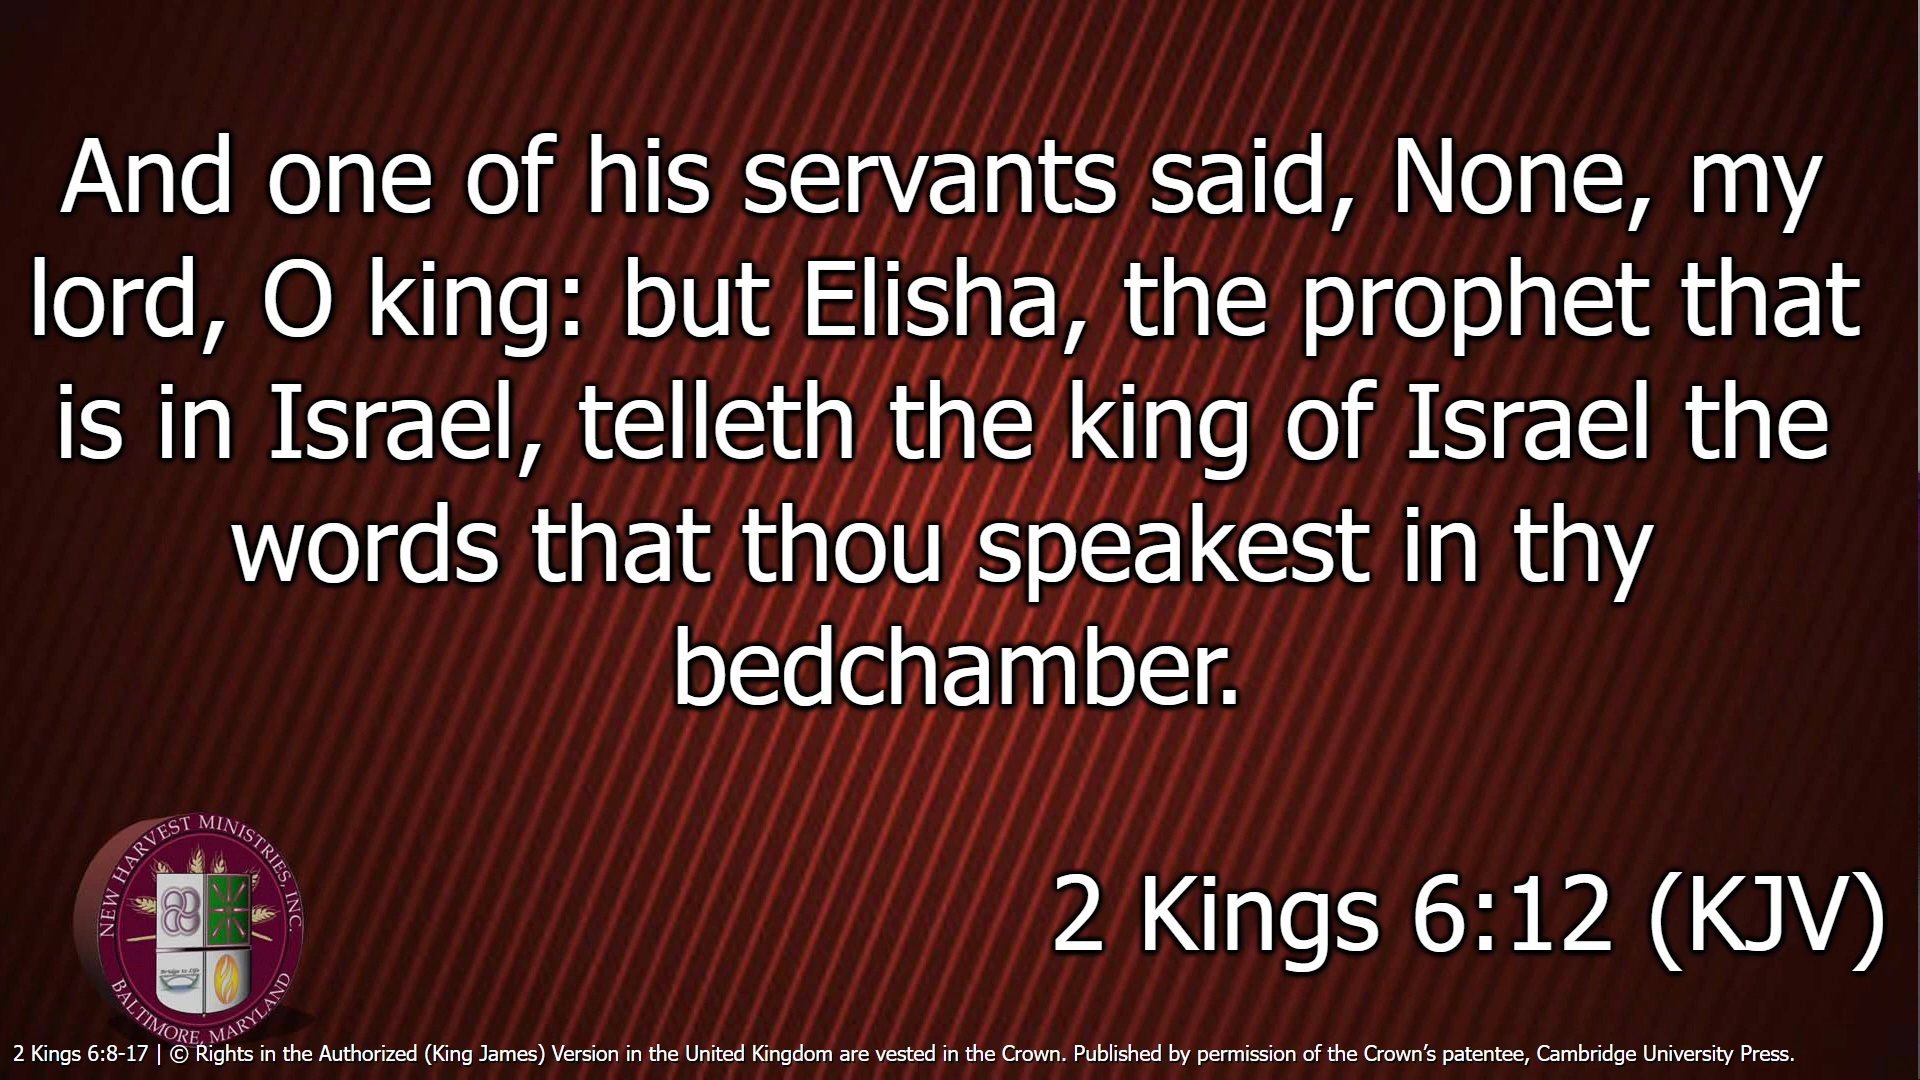 And one of his servants said, None, my
lord, O king: but Elisha, the prophet that
is in Israel, telleth the king of Israel the
words that thou speakest in thy
bedchamber.
2 Kings 6:12 (KJV)
NEW HARVEST MINISTRIES, INC.
Bridge to Life
BALTIMORE, MARYLAND
2 Kings 6:8-17 | © Rights in the Authorized (King James) Version in the United Kingdom are vested in the Crown. Published by permission of the Crown’s patentee, Cambridge University Press.